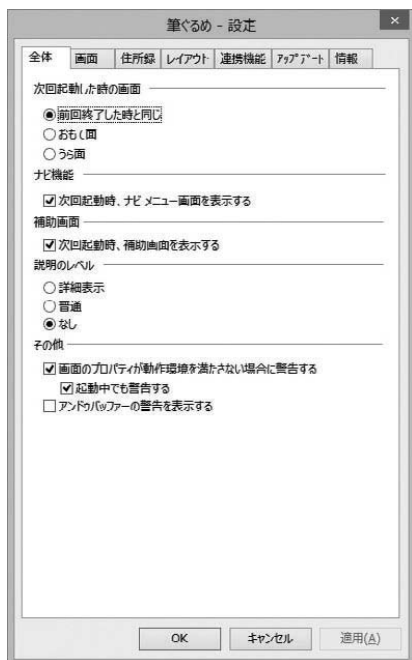 筆ぐるめ - 設定
×
全体 画面 住所録 レイアウト 連携機能 アップデート 情報
次回起動した時の画面
前回終了した時と同じ
おもて面
うら面
ナビ機能
次回起動時、ナビ メニュー画面を表示する
補助画面
次回起動時、補助画面を表示する
説明のレベル
詳細表示
普通
なし
その他
画面のプロパティが動作環境を満たさない場合に警告する
起動中でも警告する
アンドゥバッファーの警告を表示する
OK キャンセル 適用(A)